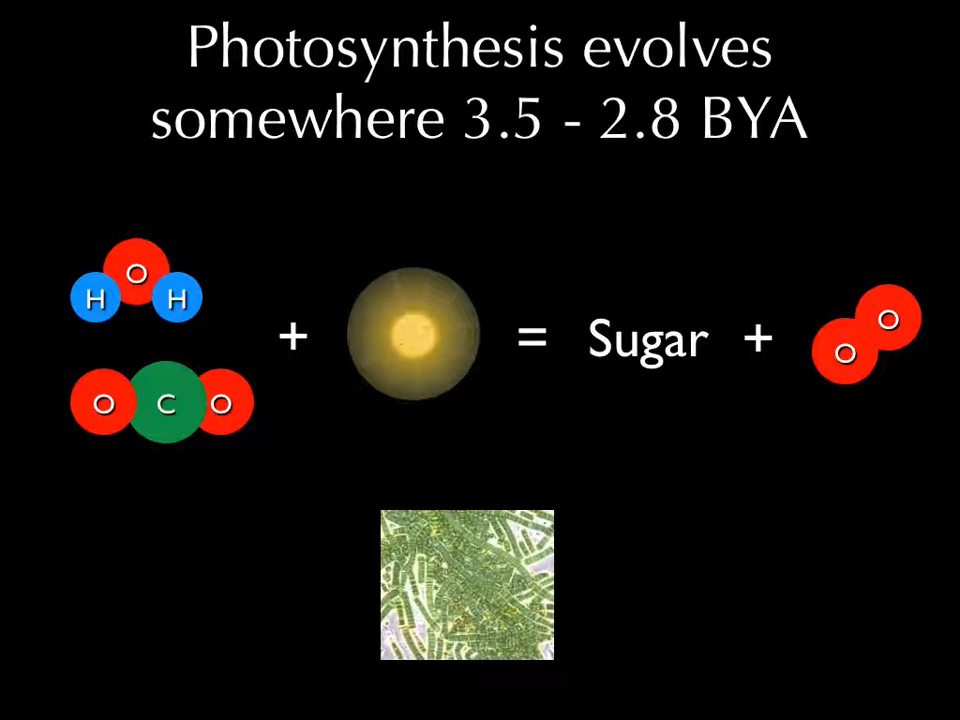 Photosynthesis evolves
somewhere 3.5 - 2.8 BYA
H O H
O C O
+
= Sugar +
O O